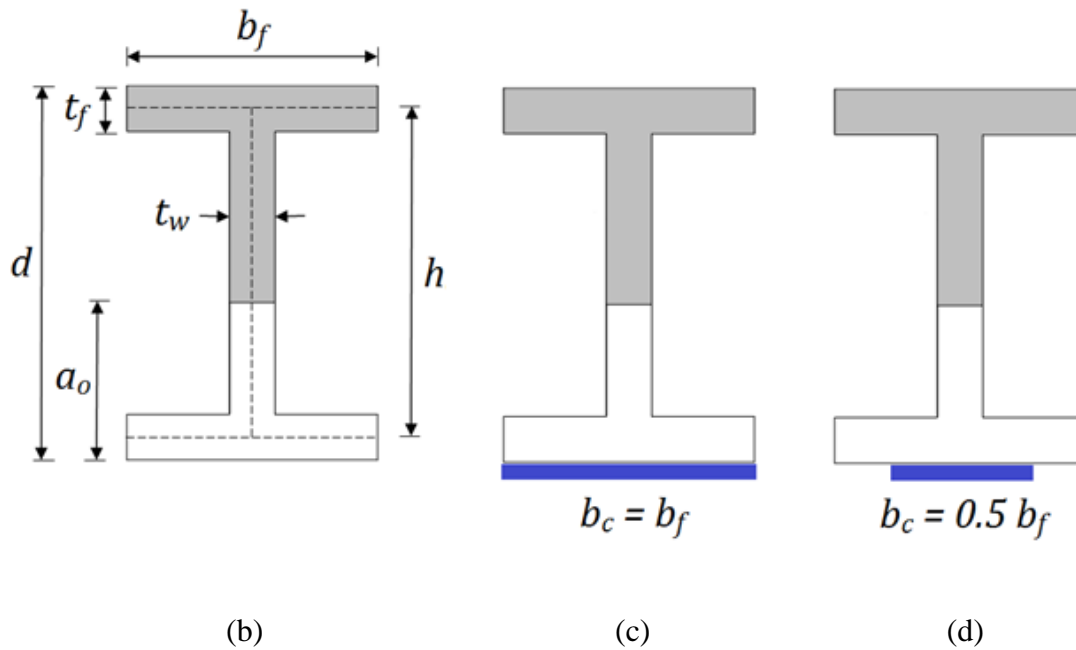 b_f
t_f
t_w
d
h
a_o
b_c = b_f
b_c = 0.5 b_f
(b)
(c)
(d)